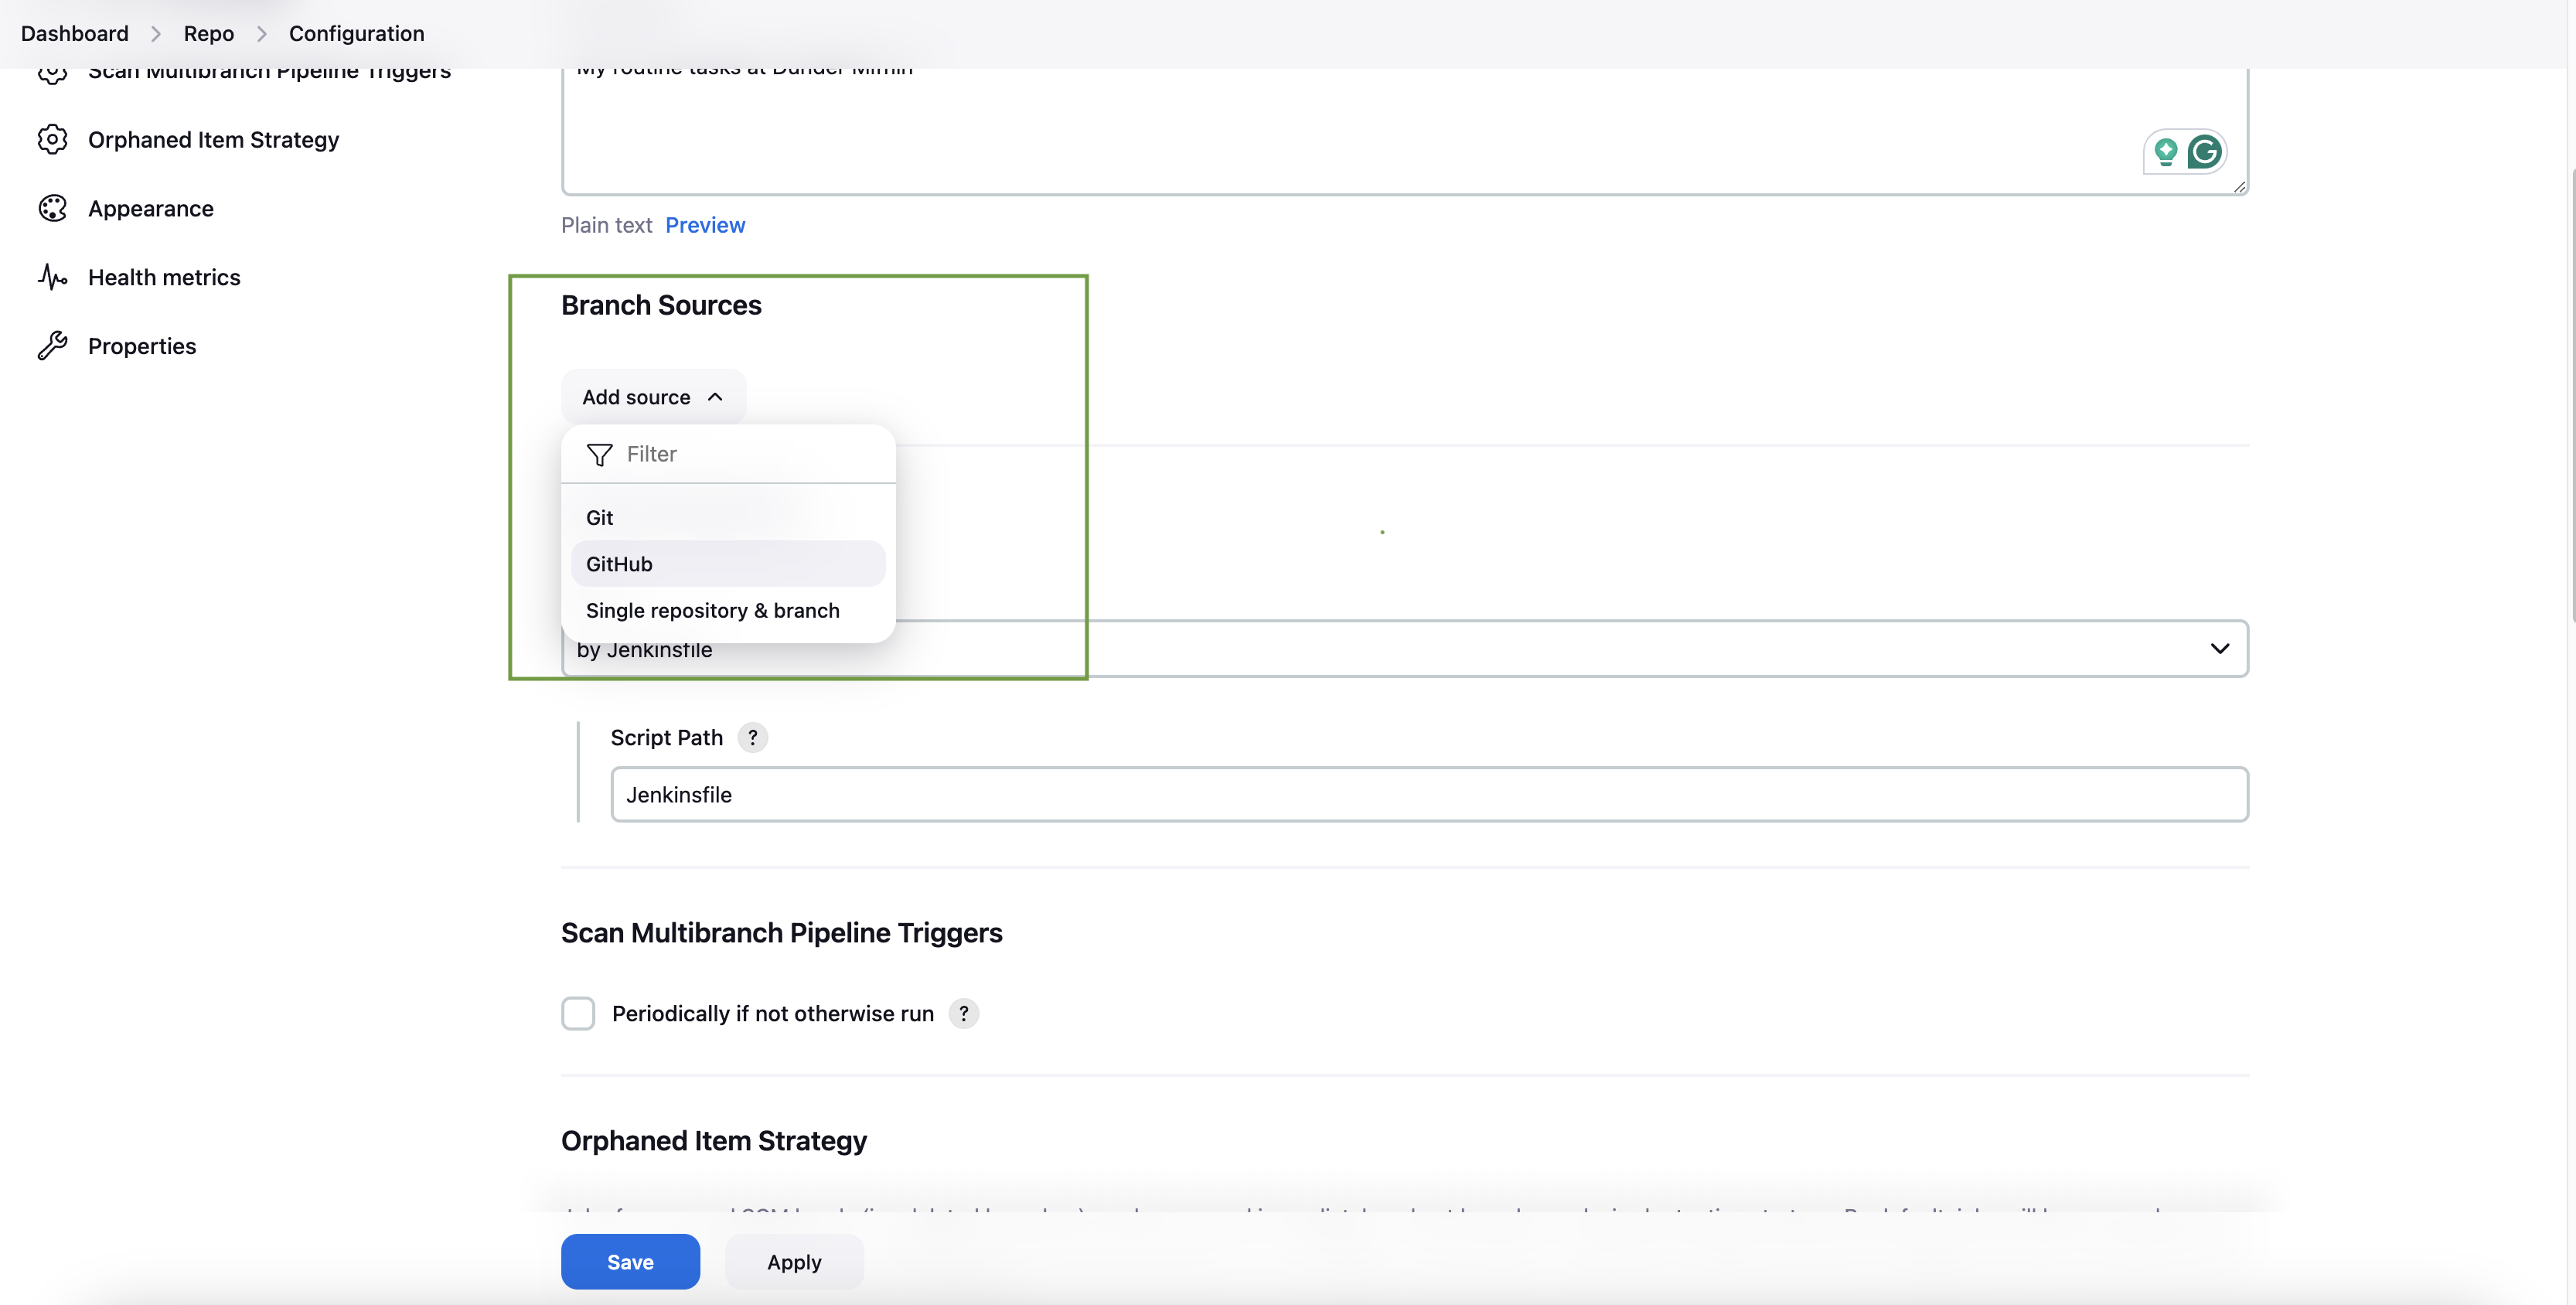 Dashboard > Repo > Configuration
Scan Multibranch Pipeline Triggers
Orphaned Item Strategy
Appearance
Health metrics
Properties
My routine tasks at Dunder Mifflin
Plain text Preview
Branch Sources
Add source
Filter
Git
GitHub
Single repository & branch
by Jenkinsfile
Script Path ?
Jenkinsfile
Scan Multibranch Pipeline Triggers
Periodically if not otherwise run ?
Orphaned Item Strategy
Save Apply